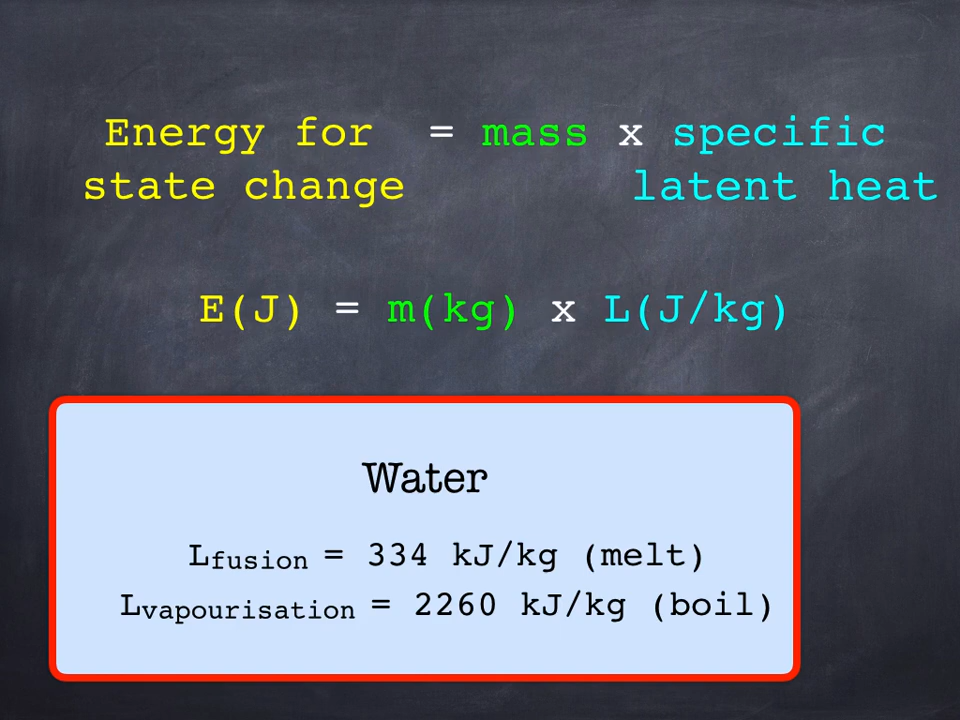 Energy for = mass x specific
state change latent heat
E(J) = m(kg) x L(J/kg)
Water
Lfusion = 334 kJ/kg (melt)
Lvapourisation = 2260 kJ/kg (boil)